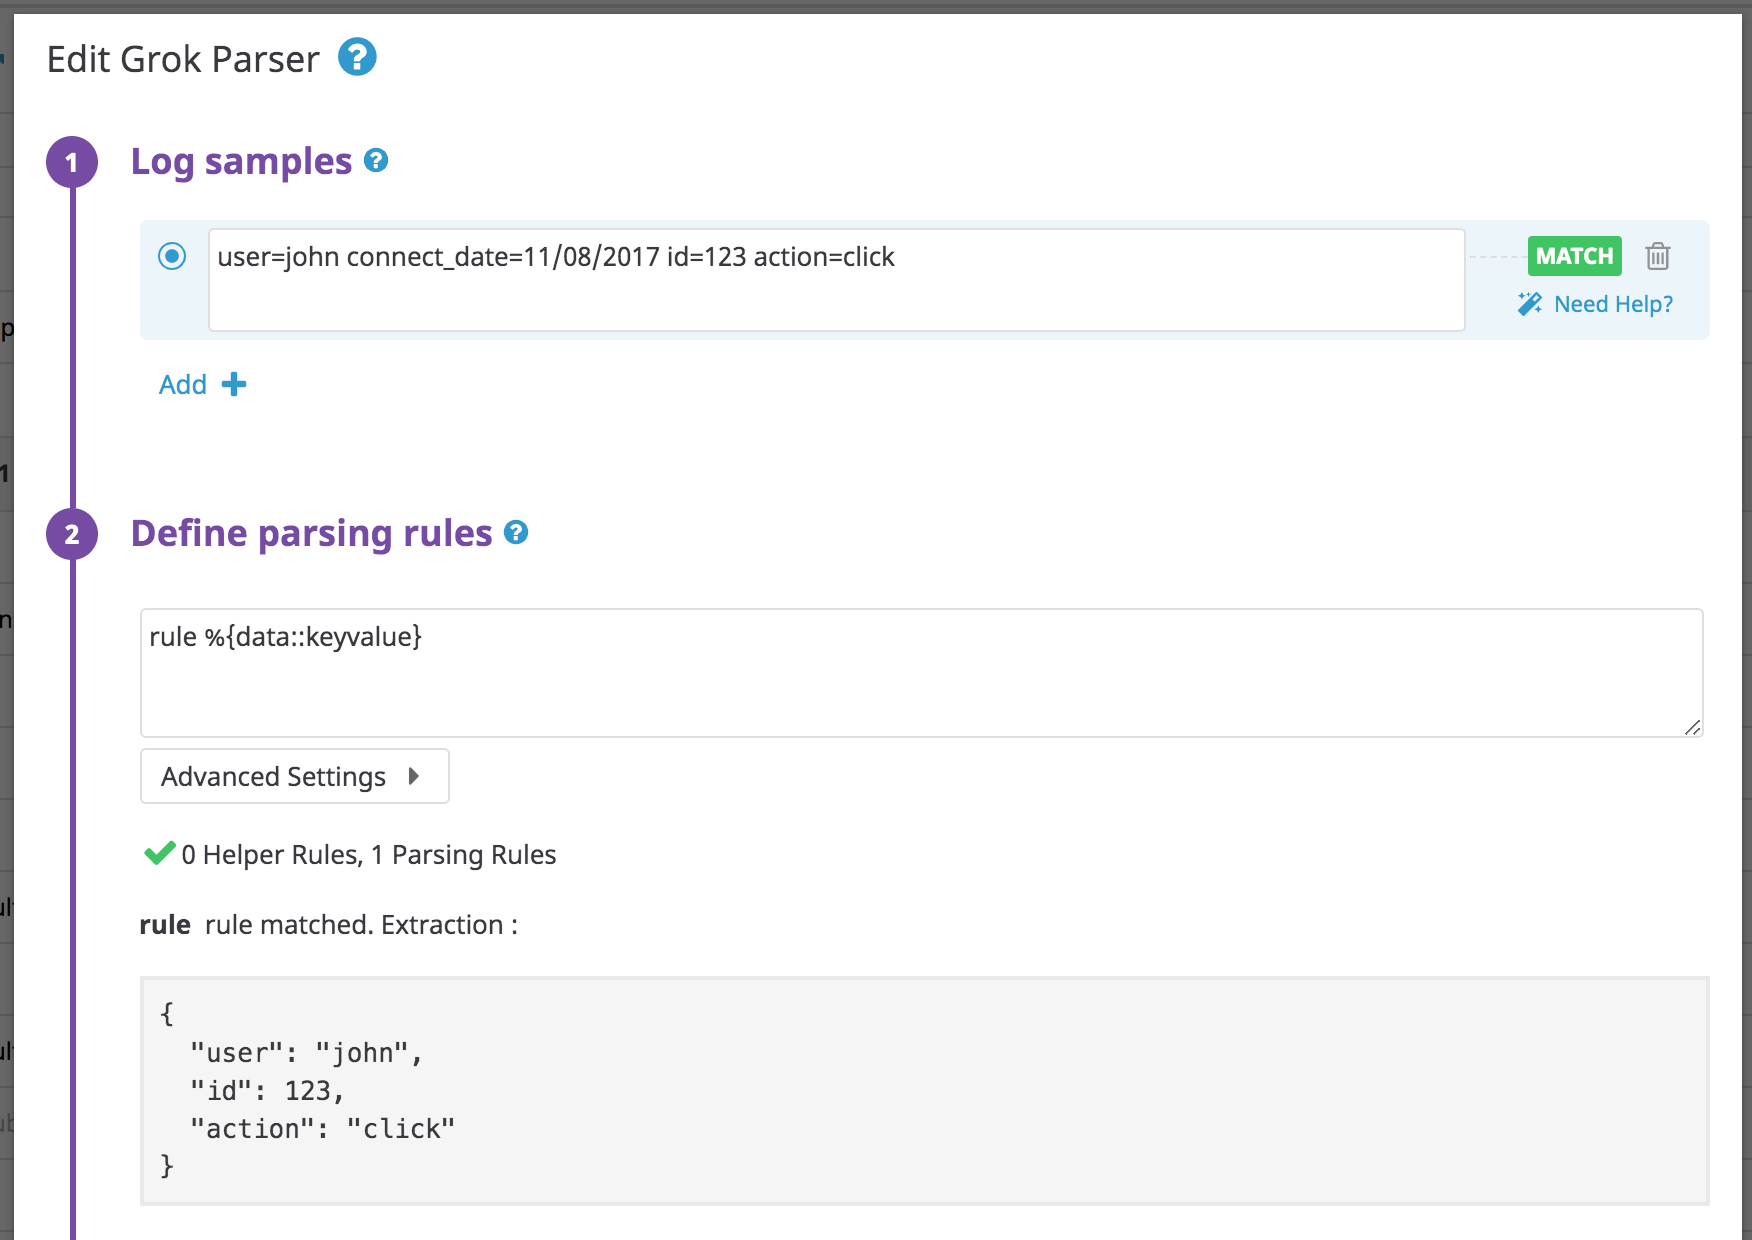 Edit Grok Parser ?
1 Log samples ?
user=john connect_date=11/08/2017 id=123 action=click
MATCH
Need Help?
Add +
2 Define parsing rules ?
rule %{data::keyvalue}
Advanced Settings
0 Helper Rules, 1 Parsing Rules
rule rule matched. Extraction :
{
"user": "john",
"id": 123,
"action": "click"
}